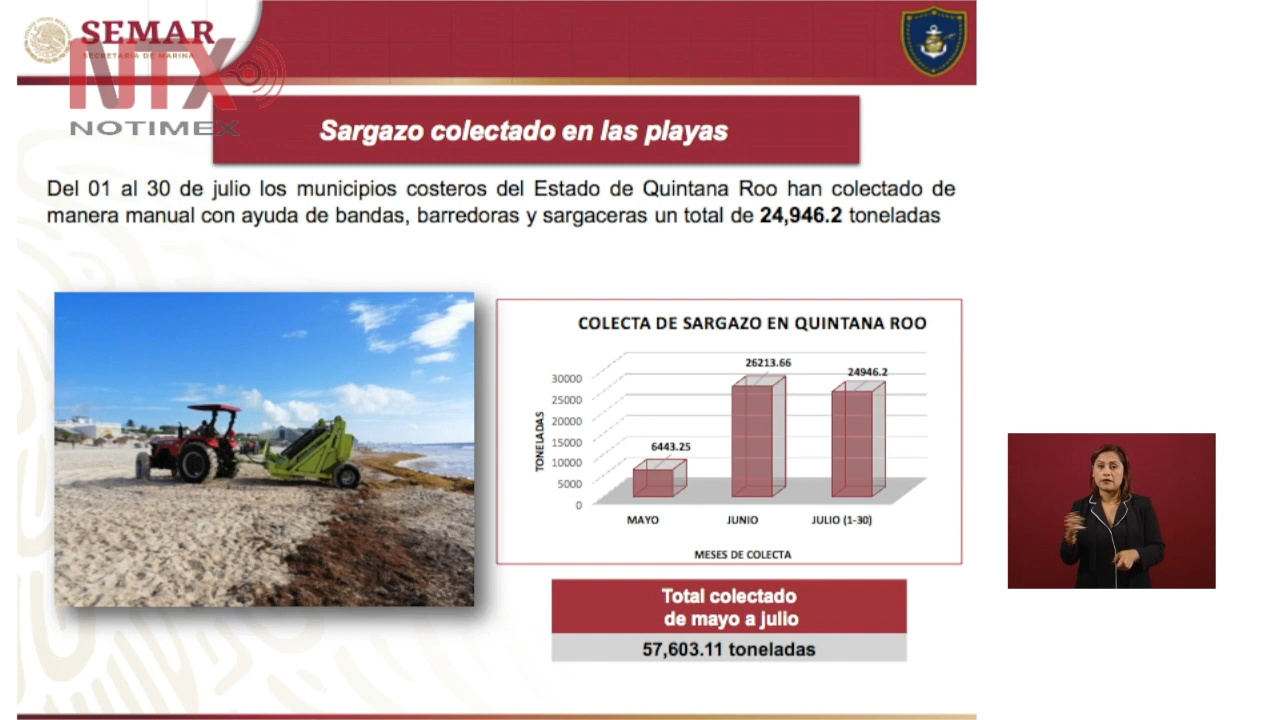 SEMAR
SECRETARÍA DE MARINA
NTX
NOTIMEX
Sargazo colectado en las playas
Del 01 al 30 de julio los municipios costeros del Estado de Quintana Roo han colectado de
manera manual con ayuda de bandas, barredoras y sargaceras un total de 24,946.2 toneladas
COLECTA DE SARGAZO EN QUINTANA ROO
TONELADAS
30000
25000
20000
15000
10000
5000
0
6443.25
26213.66
24946.2
MAYO
JUNIO
JULIO (1-30)
MESES DE COLECTA
Total colectado
de mayo a julio
57,603.11 toneladas